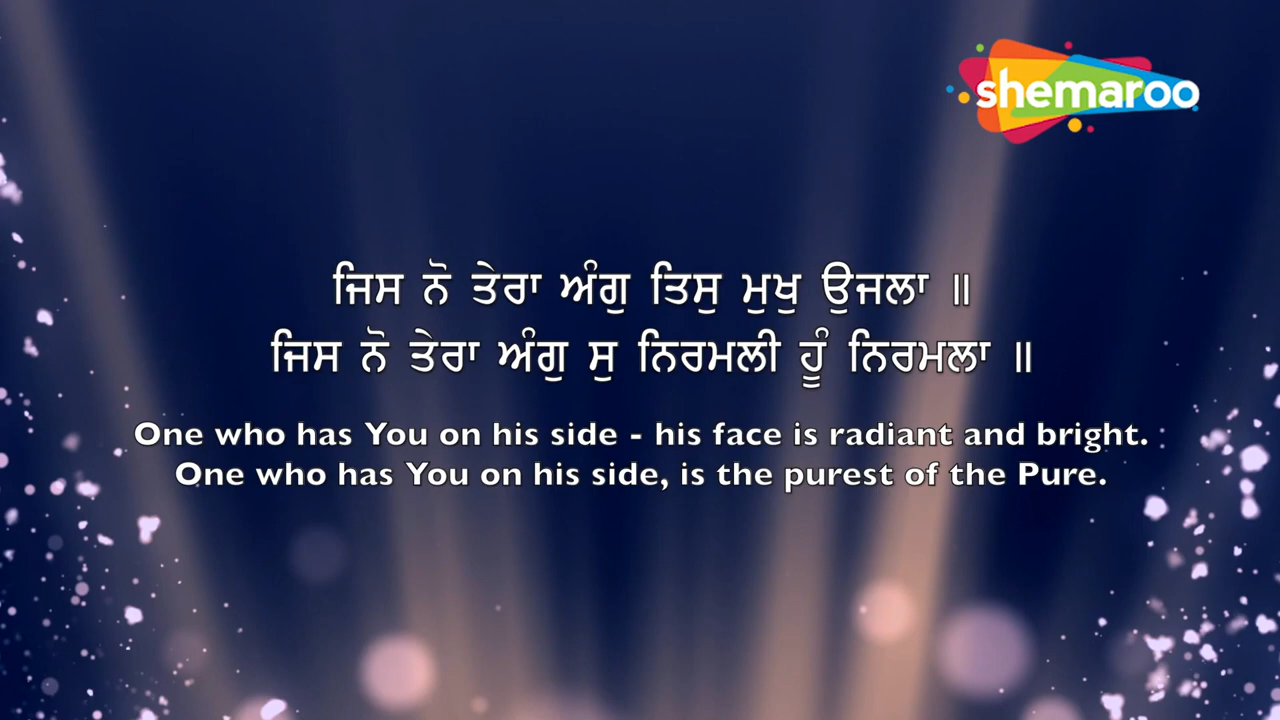 shemaroo
ਜਿਸ ਨੋ ਤੇਰਾ ਅੰਗੁ ਤਿਸੁ ਮੁਖੁ ਉਜਲਾ ॥
ਜਿਸ ਨੋ ਤੇਰਾ ਅੰਗੁ ਸੁ ਨਿਰਮਲੀ ਹੂੰ ਨਿਰਮਲਾ ॥
One who has You on his side - his face is radiant and bright.
One who has You on his side, is the purest of the Pure.